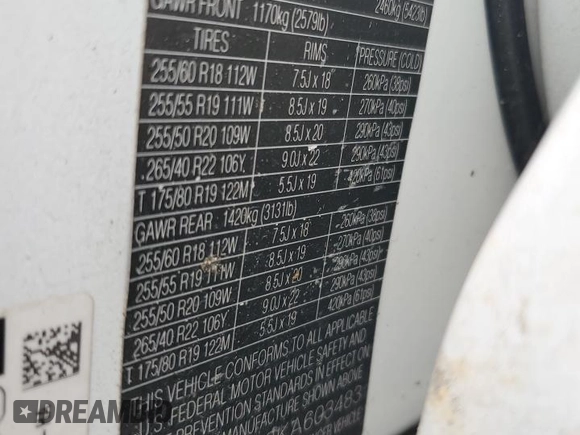 GAWR FRONT 1170kg (2579lb) 2460kg (5423lb)
TIRES RIMS PRESSURE (COLD)
255/60 R18 112W 7.5J x 18 260kPa (38psi)
255/55 R19 111W 8.5J x 19 270kPa (40psi)
255/50 R20 109W 8.5J x 20 290kPa (43psi)
265/40 R22 106Y 9.0J x 22 290kPa (43psi)
T 175/80 R19 122M 5.5J x 19 420kPa (61psi)
GAWR REAR 1420kg (3131lb)
255/60 R18 112W 7.5J x 18 260kPa (38psi)
255/55 R19 111W 8.5J x 19 270kPa (40psi)
255/50 R20 109W 8.5J x 20 290kPa (43psi)
265/40 R22 106Y 9.0J x 22 290kPa (43psi)
T 175/80 R19 122M 5.5J x 19 420kPa (61psi)
THIS VEHICLE CONFORMS TO ALL APPLICABLE
U.S. FEDERAL MOTOR VEHICLE SAFETY AND
PREVENTION STANDARDS IN EFFECT
MANUFACTURE SHOWN ABOVE
KA603483
DREAM